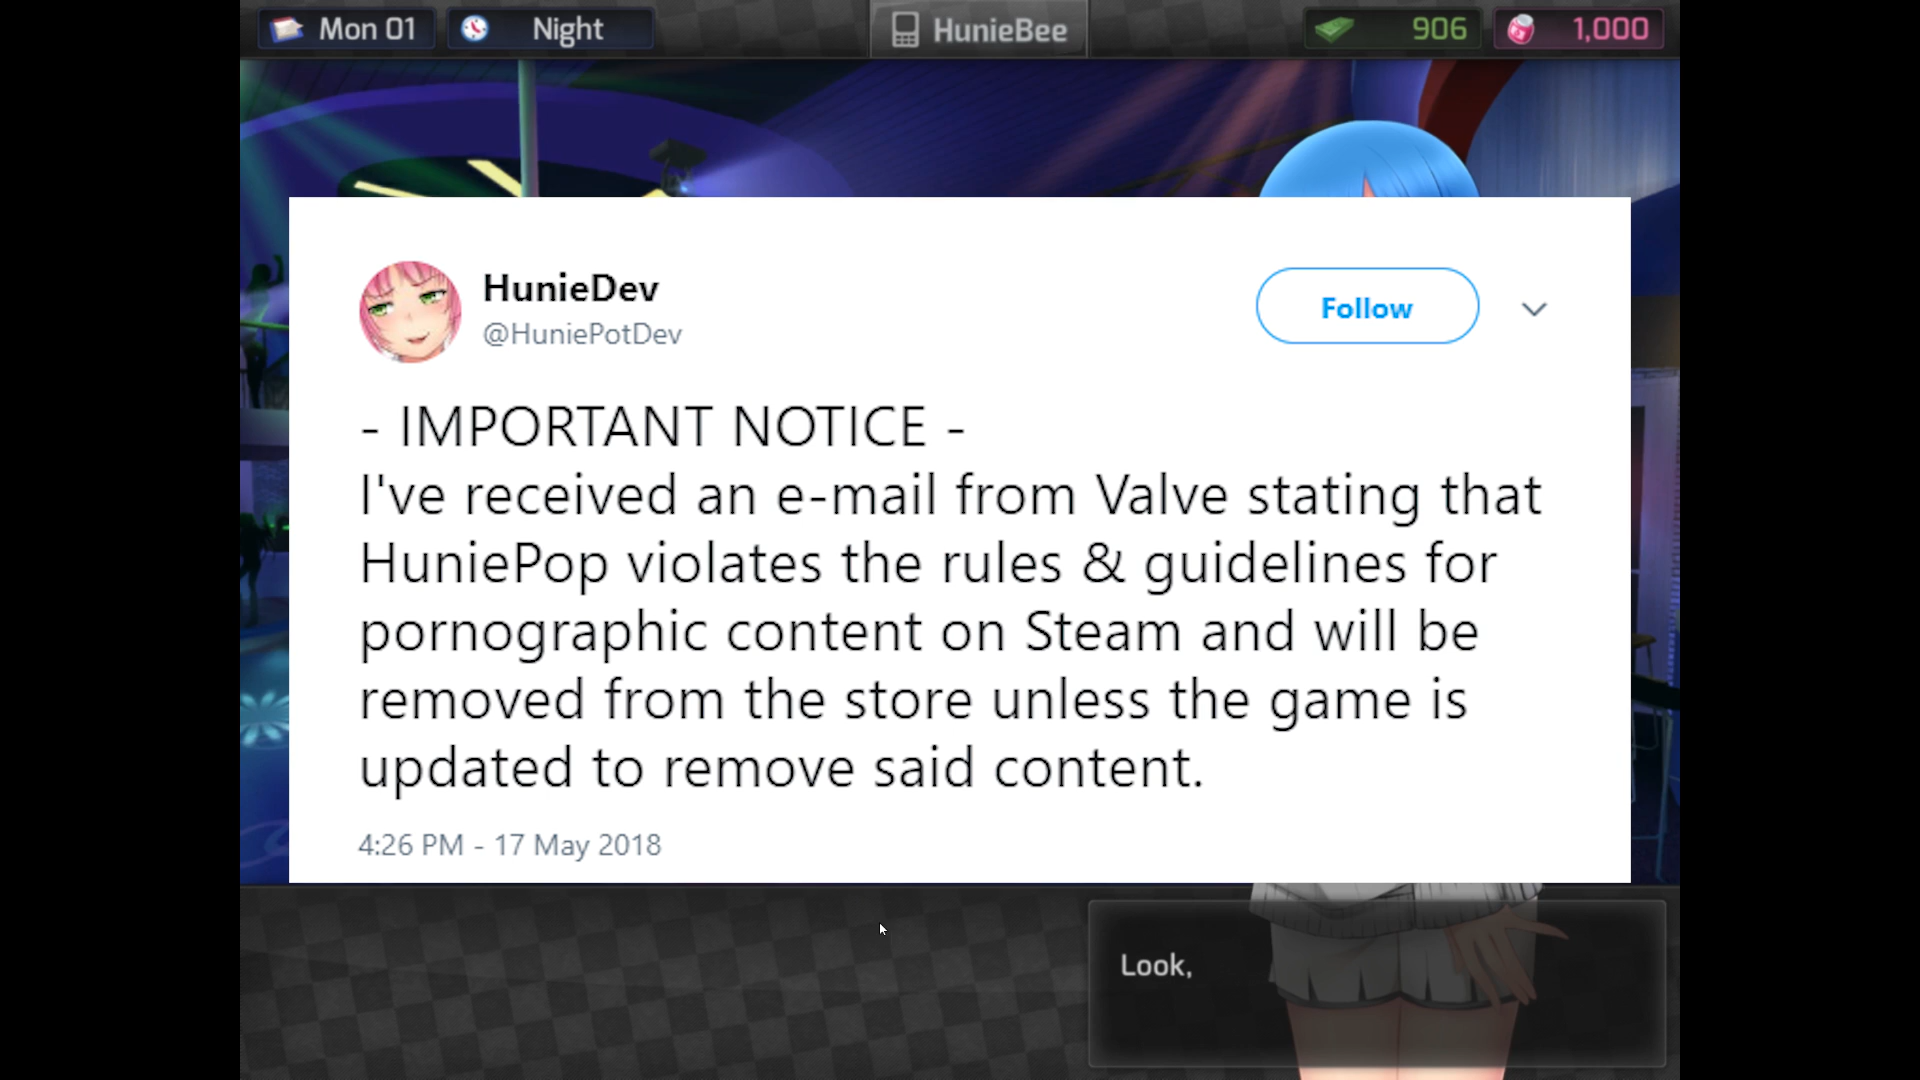 Mon 01
Night
HunieBee
906
1,000
HunieDev
@HuniePotDev
Follow
- IMPORTANT NOTICE -
I've received an e-mail from Valve stating that
HuniePop violates the rules & guidelines for
pornographic content on Steam and will be
removed from the store unless the game is
updated to remove said content.
4:26 PM - 17 May 2018
Look,